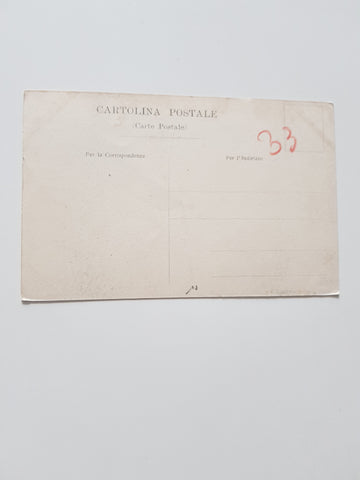 CARTOLINA POSTALE
(Carte Postale)
33
Per la Corrispondenza
Per l'Indirizzo